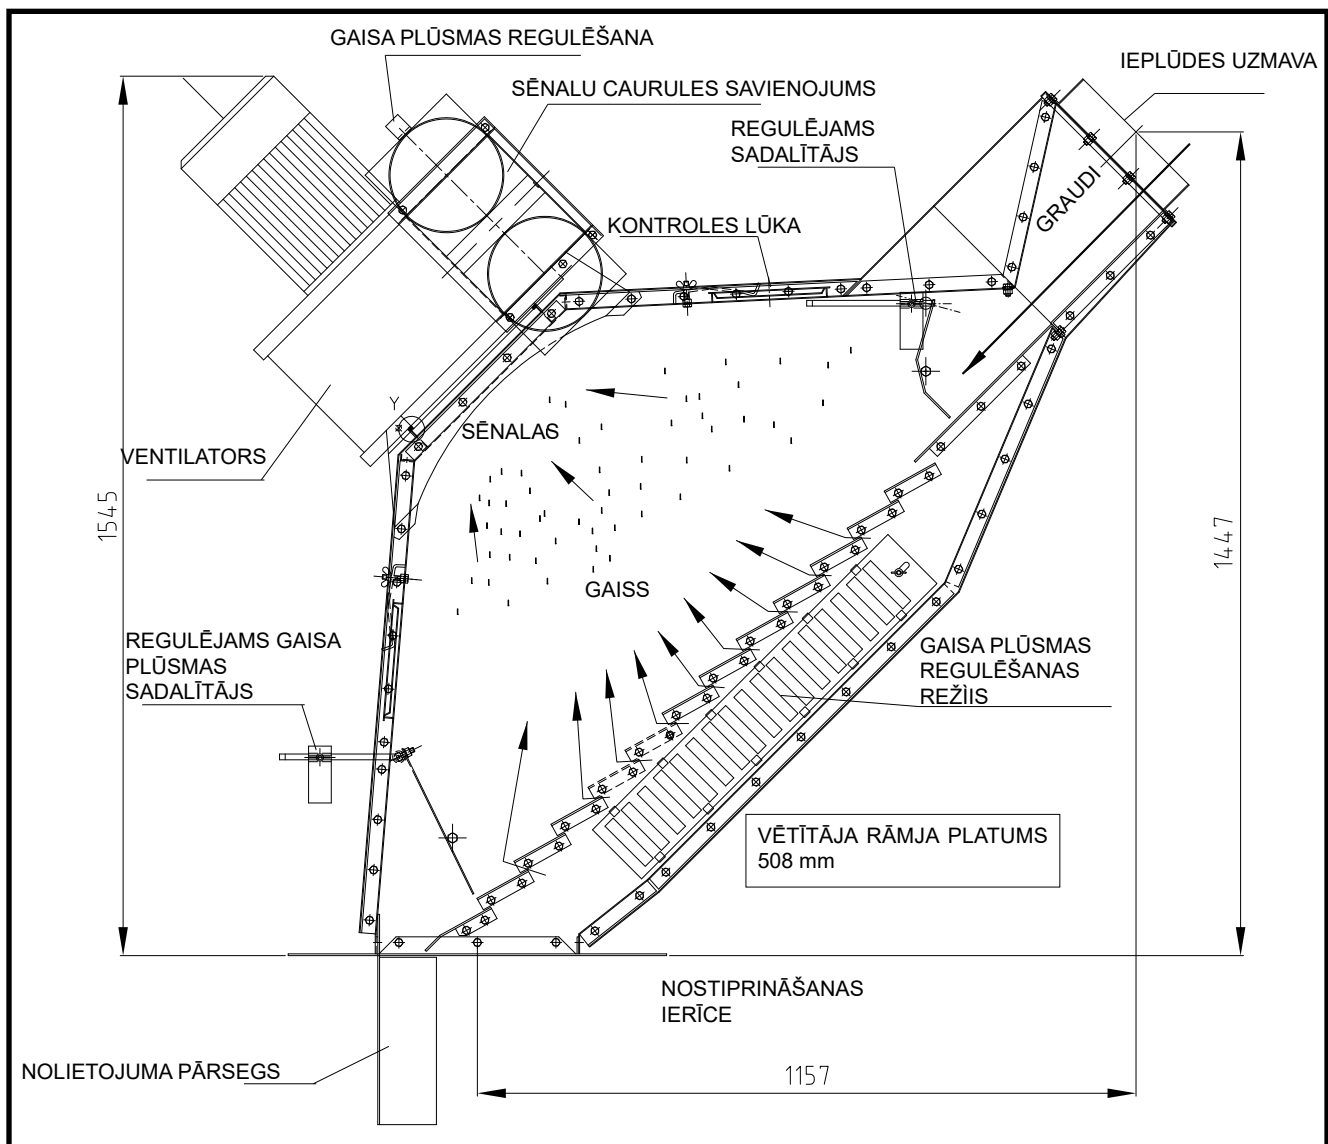 GAISA PLŪSMAS REGULĒŠANA
IEPLŪDES UZMAVA
SĒNALU CAURULES SAVIENOJUMS
REGULĒJAMS
SADALĪTĀJS
GRAUDI
KONTROLES LŪKA
Y
SĒNALAS
VENTILATORS
1545
1447
GAISS
REGULĒJAMS GAISA
PLŪSMAS
SADALĪTĀJS
GAISA PLŪSMAS
REGULĒŠANAS
REŽÌIS
VĒTĪTĀJA RĀMJA PLATUMS
508 mm
NOSTIPRINĀŠANAS
IERĪCE
NOLIETOJUMA PĀRSEGS
1157